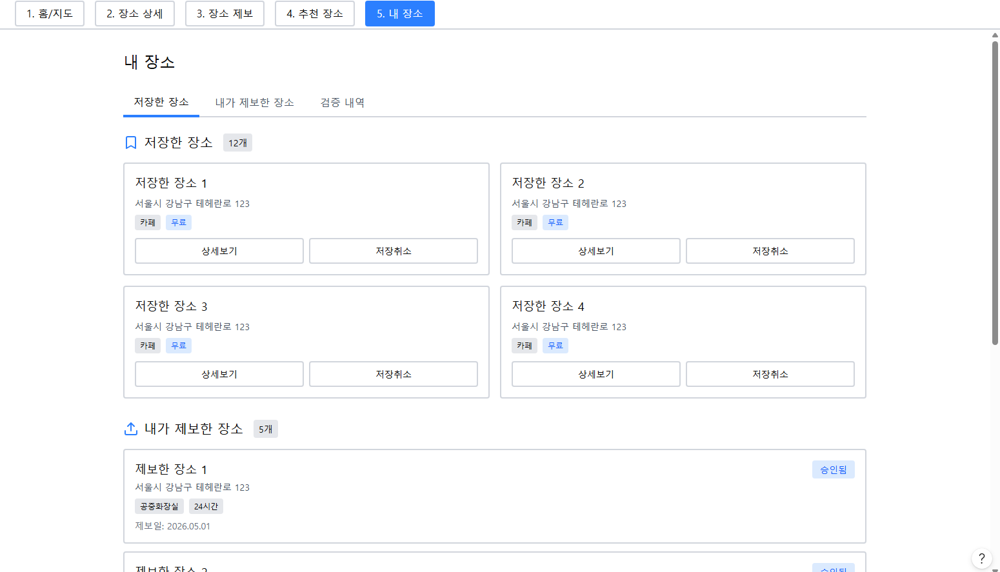 1. 홈/지도
2. 장소 상세
3. 장소 제보
4. 추천 장소
5. 내 장소
내 장소
저장한 장소
내가 제보한 장소
검증 내역
저장한 장소
12개
저장한 장소 1
서울시 강남구 테헤란로 123
카페
무료
상세보기
저장취소
저장한 장소 2
서울시 강남구 테헤란로 123
카페
무료
상세보기
저장취소
저장한 장소 3
서울시 강남구 테헤란로 123
카페
무료
상세보기
저장취소
저장한 장소 4
서울시 강남구 테헤란로 123
카페
무료
상세보기
저장취소
내가 제보한 장소
5개
제보한 장소 1
승인됨
서울시 강남구 테헤란로 123
공중화장실
24시간
제보일: 2026.05.01
제보한 장소 2
승인됨
?